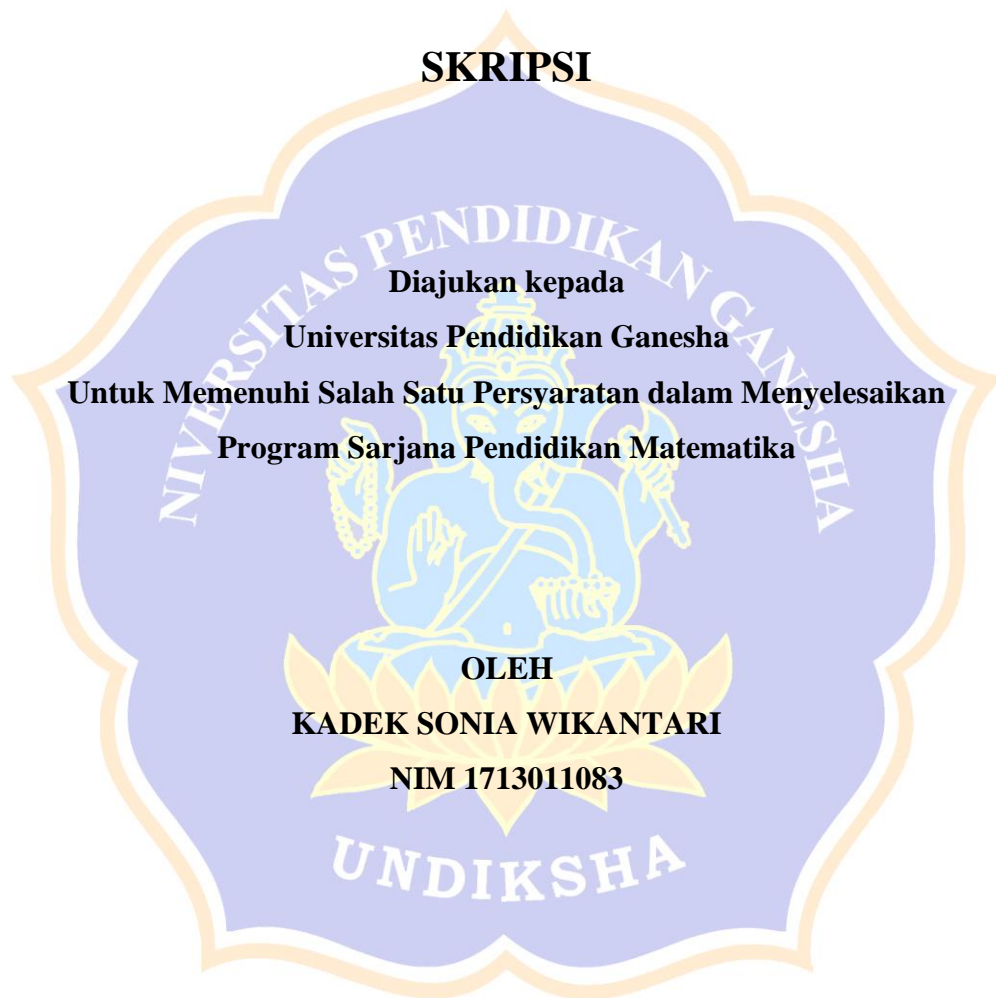 SKRIPSI
UNIVERSITAS PENDIDIKAN GANESHA
Diajukan kepada
Universitas Pendidikan Ganesha
Untuk Memenuhi Salah Satu Persyaratan dalam Menyelesaikan
Program Sarjana Pendidikan Matematika
OLEH
KADEK SONIA WIKANTARI
NIM 1713011083
UNDIKSHA